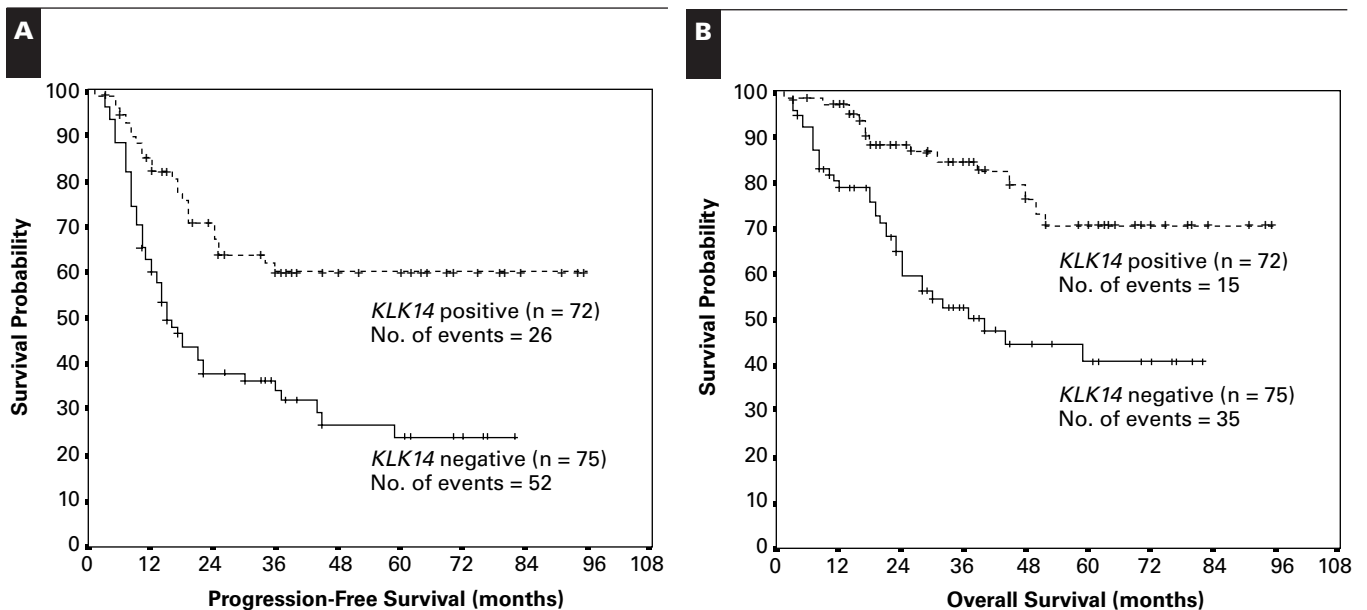 A
100
90
80
70
60
50
40
30
20
10
0
Survival Probability
KLK14 positive (n = 72)
No. of events = 26
KLK14 negative (n = 75)
No. of events = 52
0 12 24 36 48 60 72 84 96 108
Progression-Free Survival (months)
B
100
90
80
70
60
50
40
30
20
10
0
Survival Probability
KLK14 positive (n = 72)
No. of events = 15
KLK14 negative (n = 75)
No. of events = 35
0 12 24 36 48 60 72 84 96 108
Overall Survival (months)